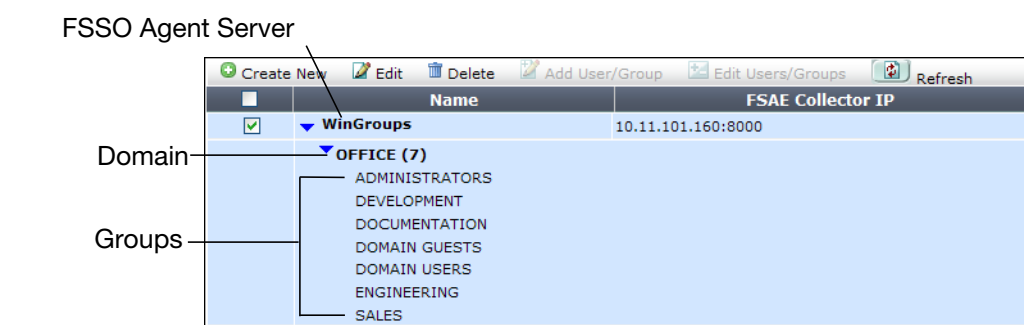 FSSO Agent Server
Create New Edit Delete Add User/Group Edit Users/Groups Refresh
Name FSAE Collector IP
WinGroups 10.11.101.160:8000
Domain OFFICE (7)
ADMINISTRATORS
DEVELOPMENT
DOCUMENTATION
Groups DOMAIN GUESTS
DOMAIN USERS
ENGINEERING
SALES